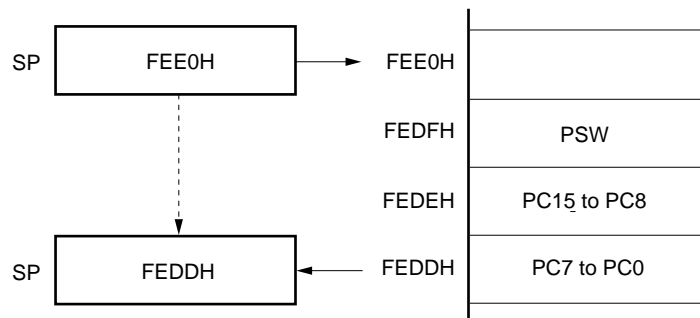 SP FEE0H FEE0H
FEDFH PSW
FEDEH PC15 to PC8
SP FEDDH FEDDH PC7 to PC0